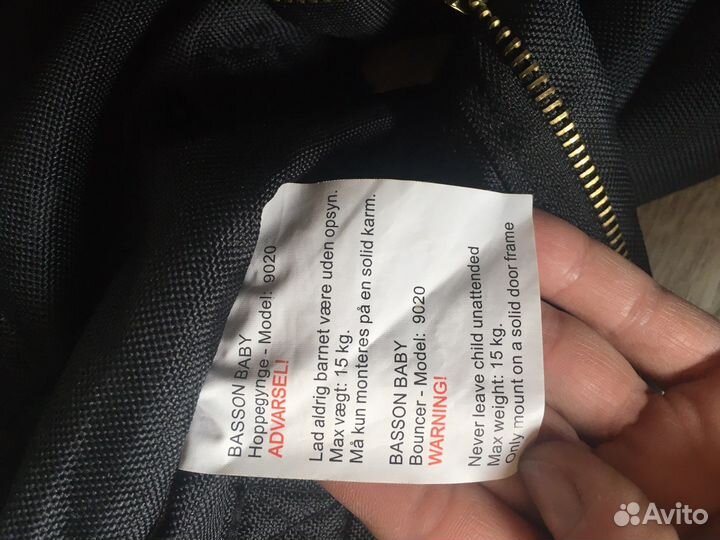 BASSON BABY
Hoppegynge - Model: 9020
ADVARSEL!
Lad aldrig barnet være uden opsyn.
Max vægt: 15 kg.
Må kun monteres på en solid karm.
BASSON BABY
Bouncer - Model: 9020
WARNING!
Never leave child unattended
Max weight: 15 kg.
Only mount on a solid door frame
Avito